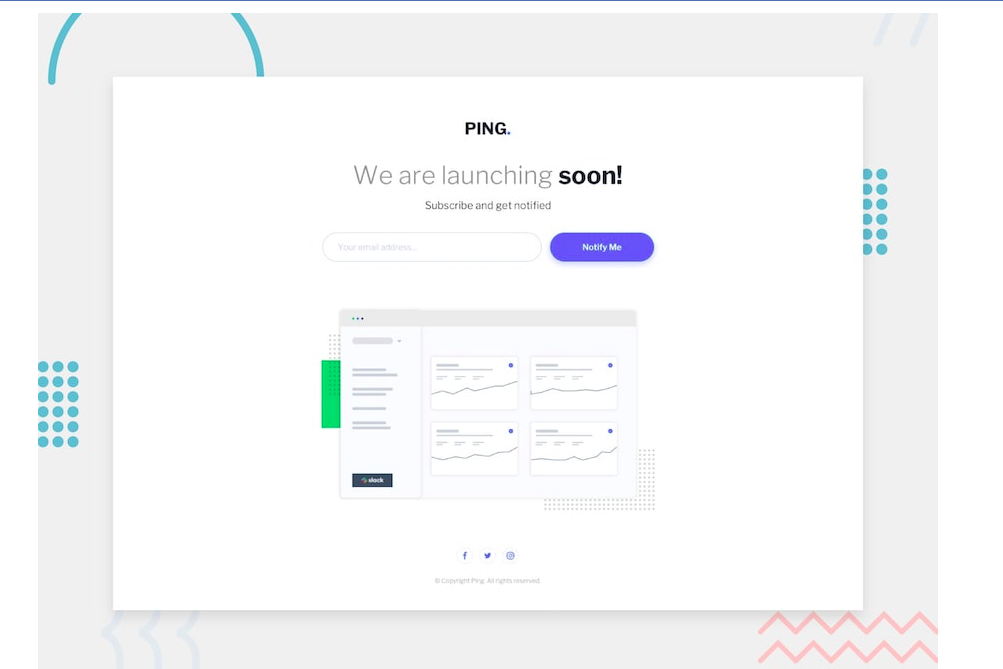 PING.
We are launching soon!
Subscribe and get notified
Your email address...
Notify Me
slack
© Copyright Ping. All rights reserved.